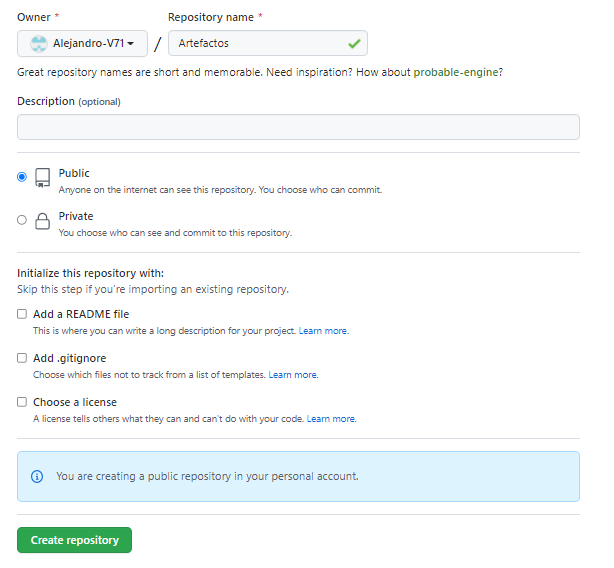 Owner * Repository name *
Alejandro-V71 / Artefactos
Great repository names are short and memorable. Need inspiration? How about probable-engine?
Description (optional)
Public
Anyone on the internet can see this repository. You choose who can commit.
Private
You choose who can see and commit to this repository.
Initialize this repository with:
Skip this step if you're importing an existing repository.
Add a README file
This is where you can write a long description for your project. Learn more.
Add .gitignore
Choose which files not to track from a list of templates. Learn more.
Choose a license
A license tells others what they can and can't do with your code. Learn more.
You are creating a public repository in your personal account.
Create repository